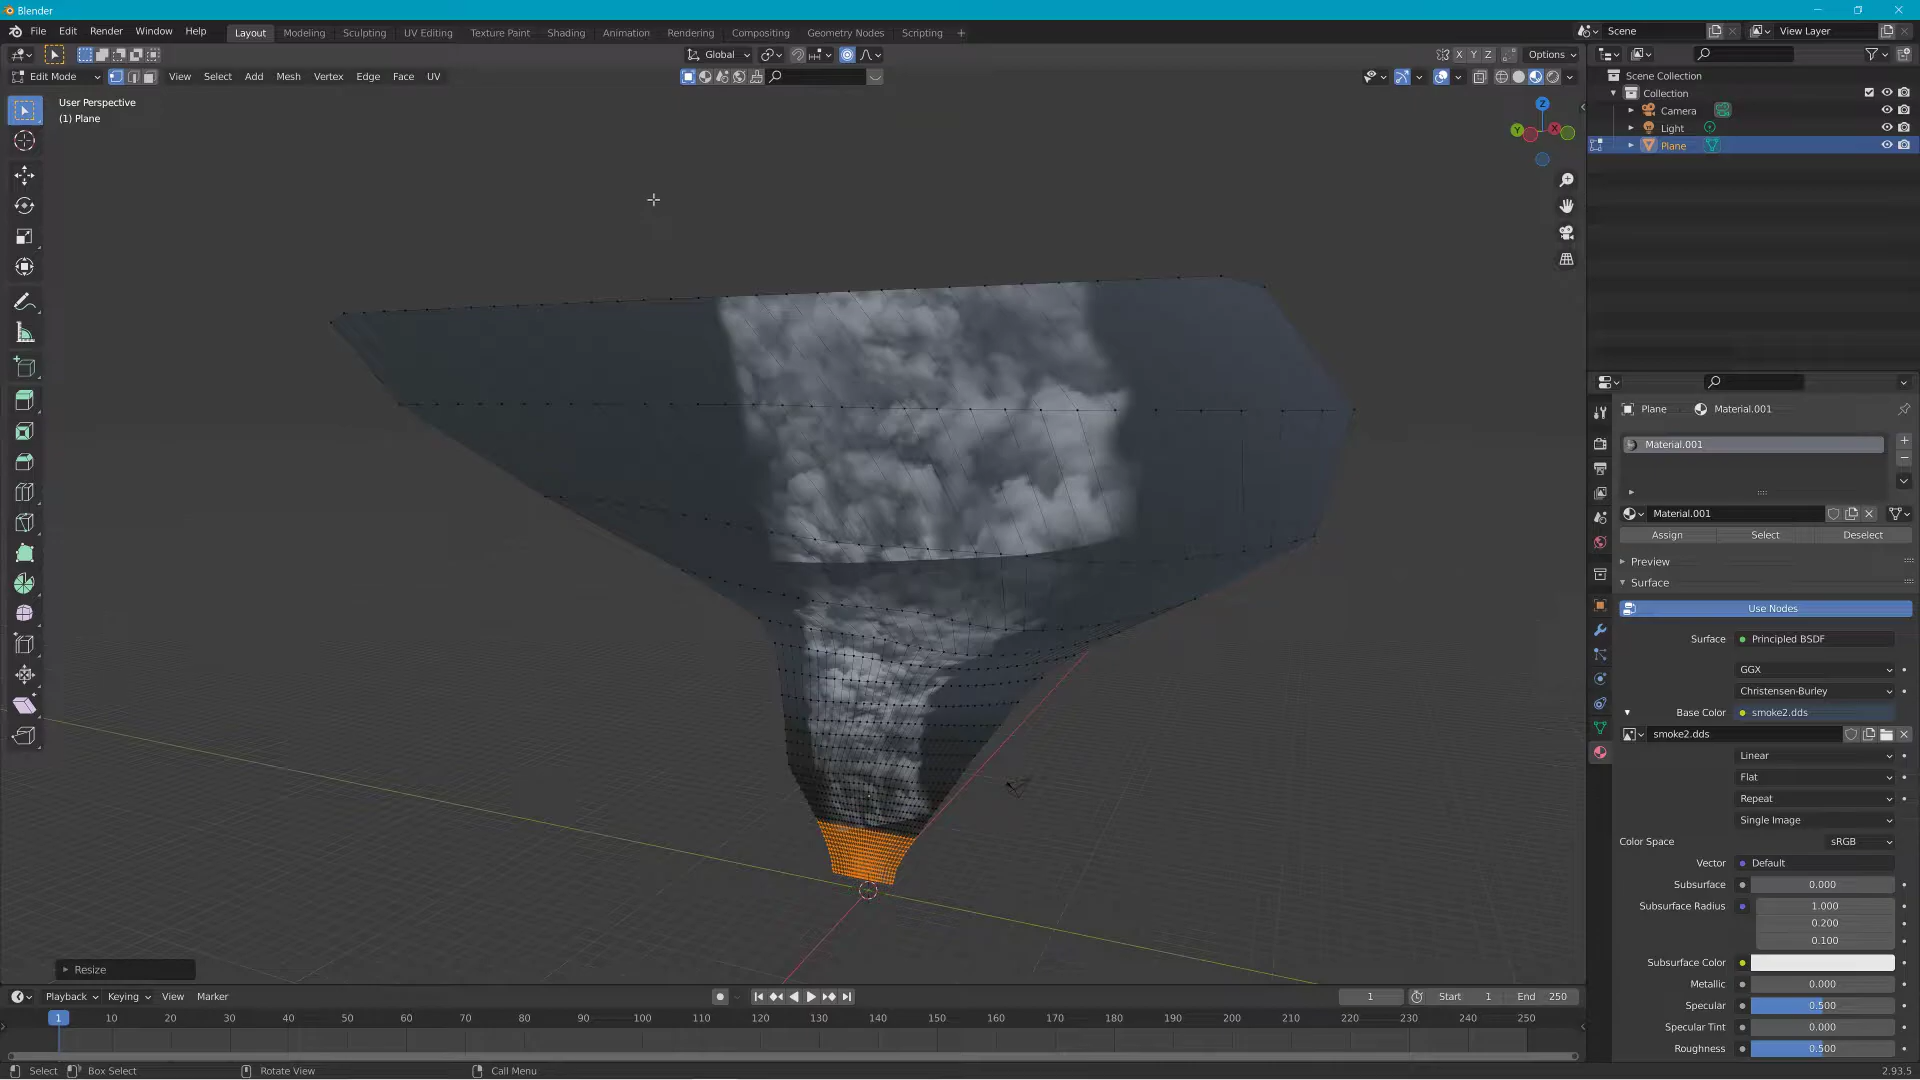 Blender
File Edit Render Window Help
Layout Modeling Sculpting UV Editing Texture Paint Shading Animation Rendering Compositing Geometry Nodes Scripting +
Scene
View Layer
Global
X Y Z
Options
Edit Mode View Select Add Mesh Vertex Edge Face UV
User Perspective
(1) Plane
Z
Y
X
Scene Collection
Collection
Camera
Light
Plane
Plane Material.001
Material.001
Material.001
Assign Select Deselect
Preview
Surface
Use Nodes
Surface Principled BSDF
GGX
Christensen-Burley
Base Color smoke2.dds
smoke2.dds
Linear
Flat
Repeat
Single Image
Color Space sRGB
Vector Default
Subsurface 0.000
Subsurface Radius 1.000
0.200
0.100
Subsurface Color
Metallic 0.000
Specular 0.500
Specular Tint 0.000
Roughness 0.500
Resize
Playback Keying View Marker
1 Start 1 End 250
1 10 20 30 40 50 60 70 80 90 100 110 120 130 140 150 160 170 180 190 200 210 220 230 240 250
Select Box Select Rotate View Call Menu
2.93.5